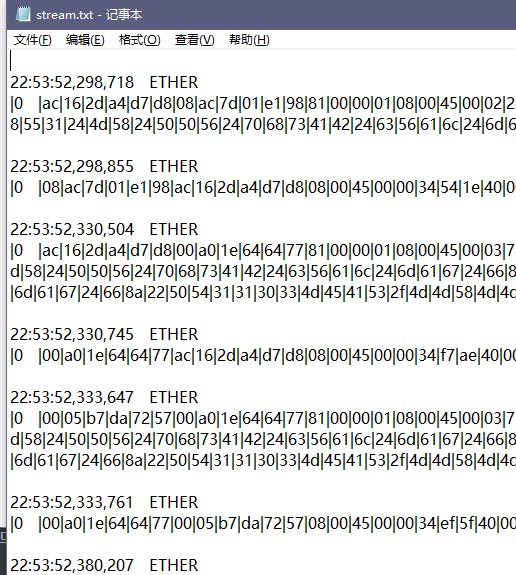 stream.txt - 记事本
文件(F) 编辑(E) 格式(O) 查看(V) 帮助(H)
22:53:52,298,718 ETHER
|0 |ac|16|2d|a4|d7|d8|08|ac|7d|01|e1|98|81|00|00|01|08|00|45|00|02|2
8|55|31|24|4d|58|24|50|50|56|24|70|68|73|41|42|24|63|56|61|6c|24|6d|6
22:53:52,298,855 ETHER
|0 |08|ac|7d|01|e1|98|ac|16|2d|a4|d7|d8|08|00|45|00|00|34|54|1e|40|0
22:53:52,330,504 ETHER
|0 |ac|16|2d|a4|d7|d8|00|a0|1e|64|64|77|81|00|00|01|08|00|45|00|03|7
d|58|24|50|50|56|24|70|68|73|41|42|24|63|56|61|6c|24|6d|61|67|24|66|8
|6d|61|67|24|66|8a|22|50|54|31|31|30|33|4d|45|41|53|2f|4d|4d|58|4d|4d
22:53:52,330,745 ETHER
|0 |00|a0|1e|64|64|77|ac|16|2d|a4|d7|d8|08|00|45|00|00|34|f7|ae|40|00
22:53:52,333,647 ETHER
|0 |00|05|b7|da|72|57|00|a0|1e|64|64|77|81|00|00|01|08|00|45|00|03|7
d|58|24|50|50|56|24|70|68|73|41|42|24|63|56|61|6c|24|6d|61|67|24|66|8
|6d|61|67|24|66|8a|22|50|54|31|31|30|33|4d|45|41|53|2f|4d|4d|58|4d|4d
22:53:52,333,761 ETHER
|0 |00|a0|1e|64|64|77|00|05|b7|da|72|57|08|00|45|00|00|34|ef|5f|40|00
22:53:52,380,207 ETHER